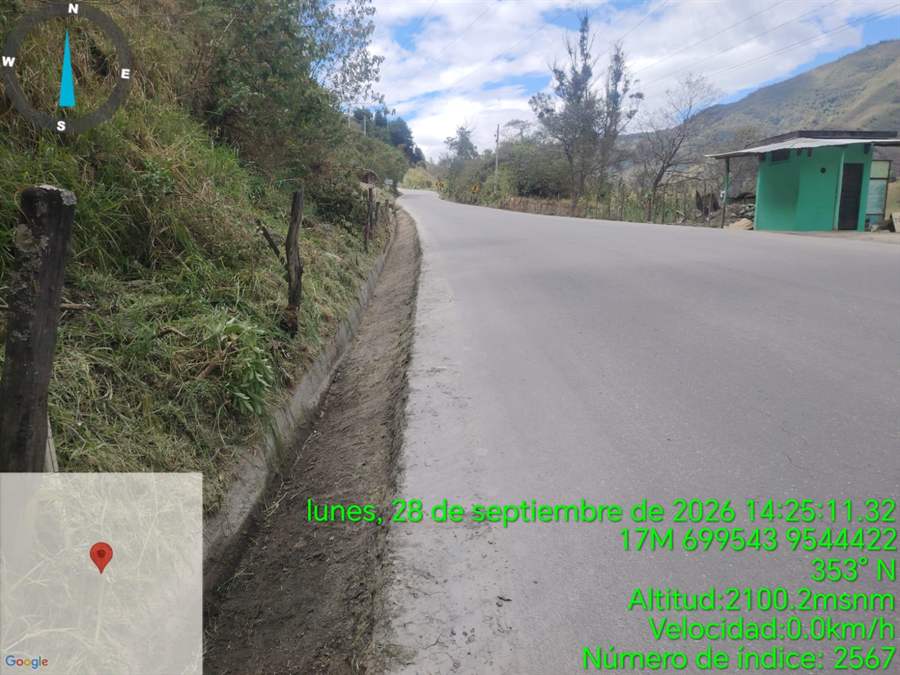 N
W
E
S
lunes, 28 de septiembre de 2026 14:25:11.32
17M 699543 9544422
353° N
Altitud:2100.2msnm
Velocidad:0.0km/h
Número de índice: 2567
Google